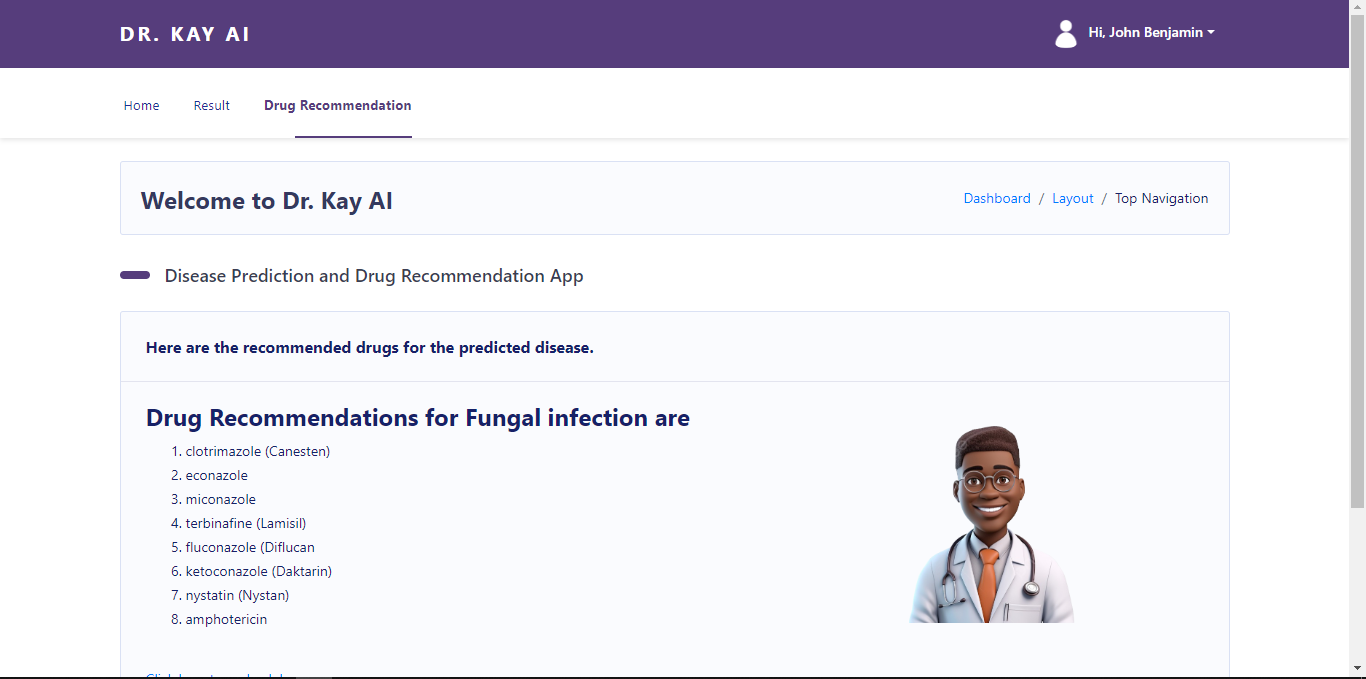 DR. KAY AI
Hi, John Benjamin
Home Result Drug Recommendation
Welcome to Dr. Kay AI
Dashboard / Layout / Top Navigation
Disease Prediction and Drug Recommendation App
Here are the recommended drugs for the predicted disease.
Drug Recommendations for Fungal infection are
1. clotrimazole (Canesten)
2. econazole
3. miconazole
4. terbinafine (Lamisil)
5. fluconazole (Diflucan
6. ketoconazole (Daktarin)
7. nystatin (Nystan)
8. amphotericin